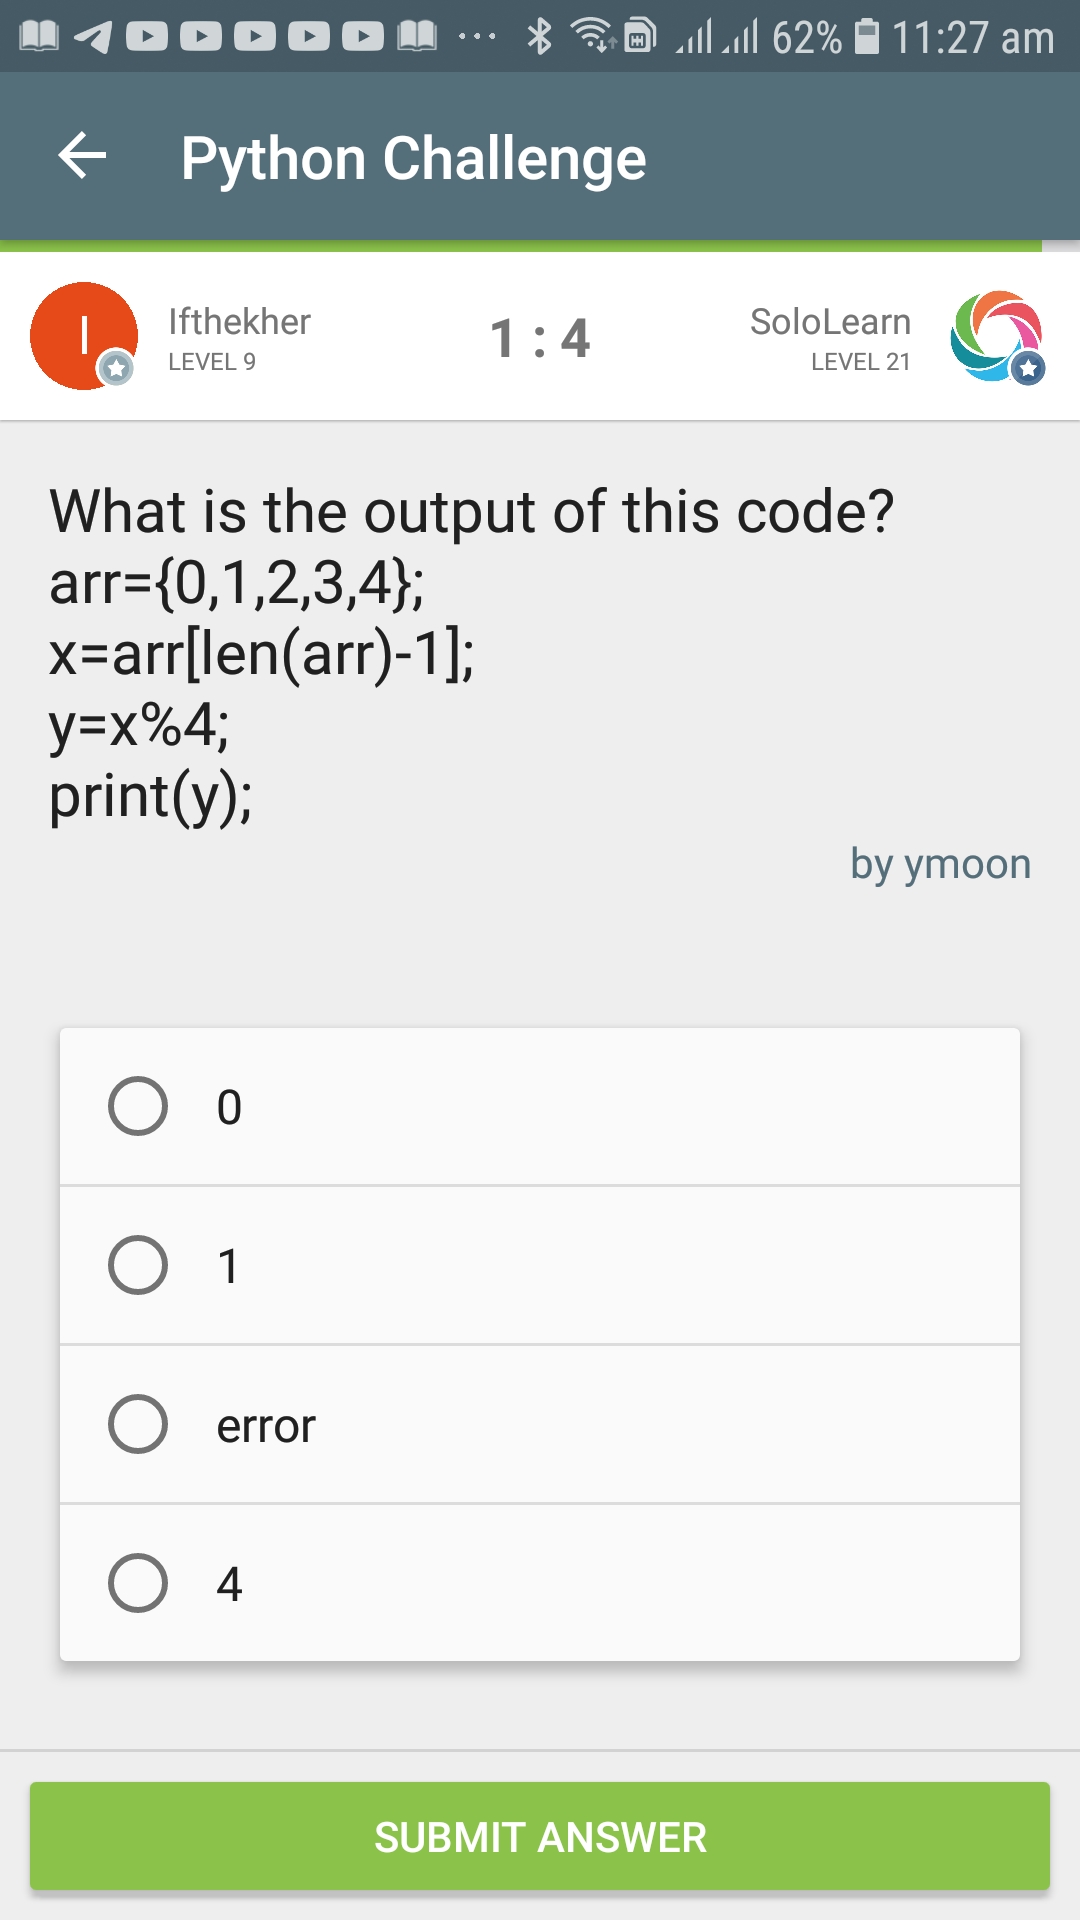 62% 11:27 am
Python Challenge
Ifthekher
LEVEL 9
1 : 4
SoloLearn
LEVEL 21
What is the output of this code?
arr={0,1,2,3,4};
x=arr[len(arr)-1];
y=x%4;
print(y);
by ymoon
0
1
error
4
SUBMIT ANSWER